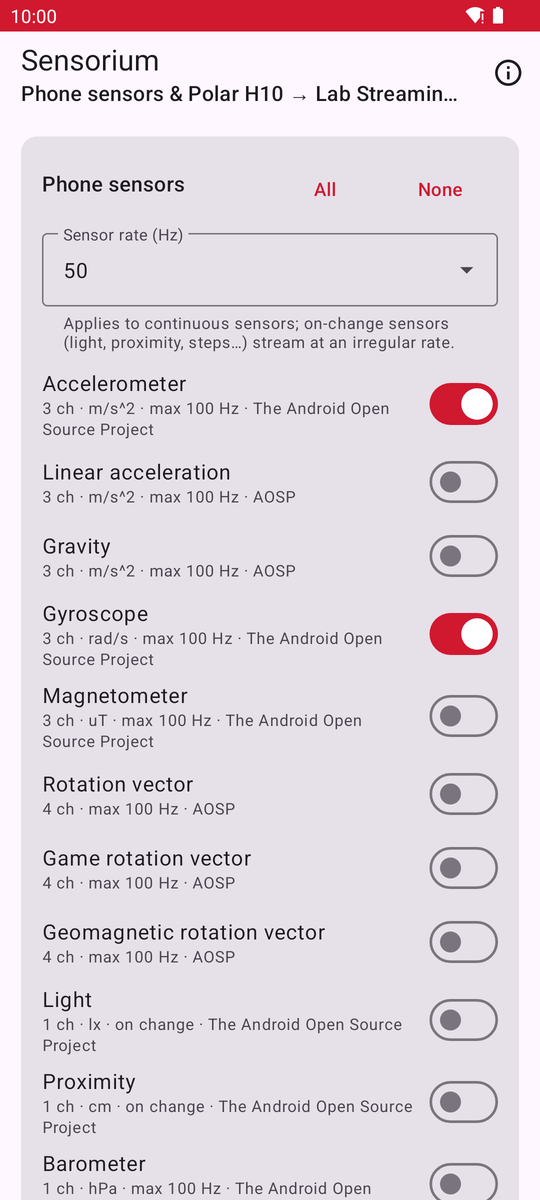 10:00
Sensorium
Phone sensors & Polar H10 → Lab Streamin…
Phone sensors
All
None
Sensor rate (Hz)
50
Applies to continuous sensors; on-change sensors
(light, proximity, steps…) stream at an irregular rate.
Accelerometer
3 ch · m/s^2 · max 100 Hz · The Android Open
Source Project
Linear acceleration
3 ch · m/s^2 · max 100 Hz · AOSP
Gravity
3 ch · m/s^2 · max 100 Hz · AOSP
Gyroscope
3 ch · rad/s · max 100 Hz · The Android Open
Source Project
Magnetometer
3 ch · uT · max 100 Hz · The Android Open
Source Project
Rotation vector
4 ch · max 100 Hz · AOSP
Game rotation vector
4 ch · max 100 Hz · AOSP
Geomagnetic rotation vector
4 ch · max 100 Hz · AOSP
Light
1 ch · lx · on change · The Android Open Source
Project
Proximity
1 ch · cm · on change · The Android Open Source
Project
Barometer
1 ch · hPa · max 100 Hz · The Android Open